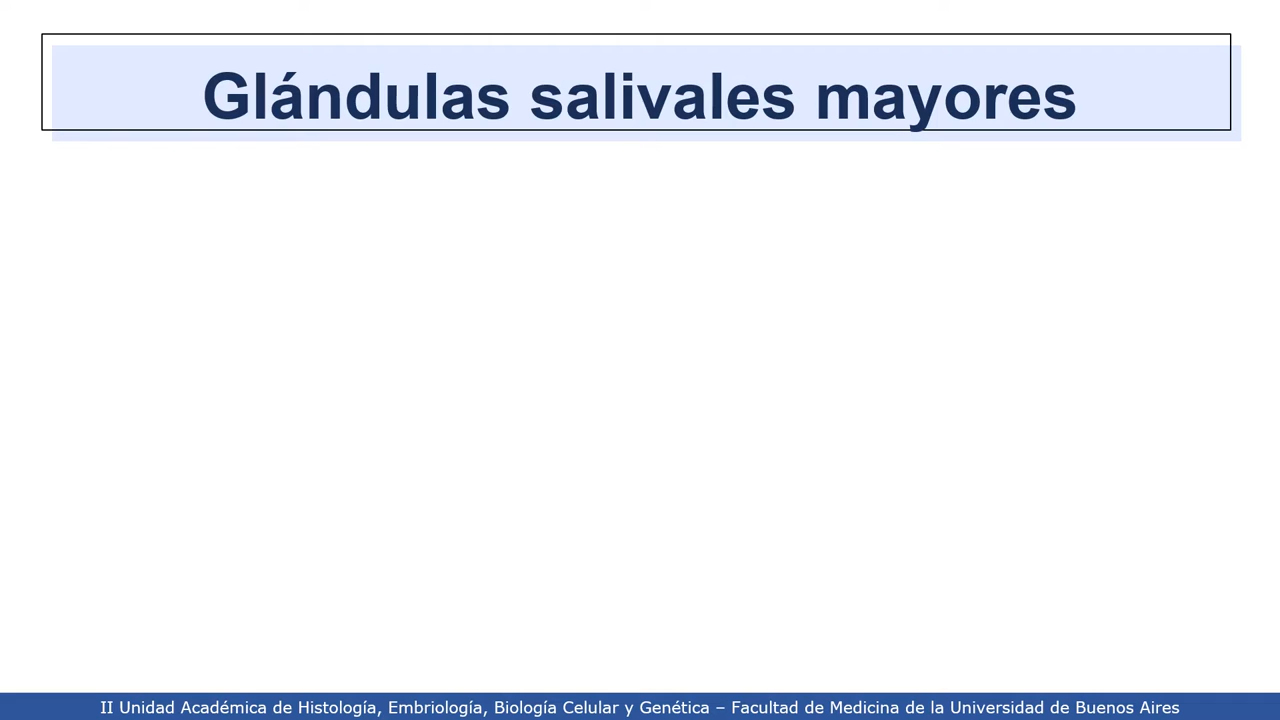 Glándulas salivales mayores
II Unidad Académica de Histología, Embriología, Biología Celular y Genética – Facultad de Medicina de la Universidad de Buenos Aires